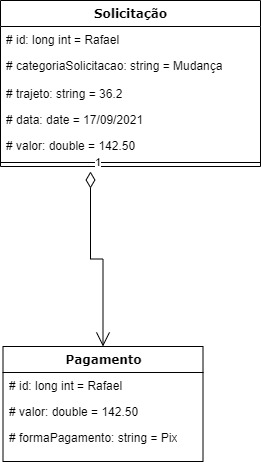 Solicitação
# id: long int = Rafael
# categoriaSolicitacao: string = Mudança
# trajeto: string = 36.2
# data: date = 17/09/2021
# valor: double = 142.50
1
Pagamento
# id: long int = Rafael
# valor: double = 142.50
# formaPagamento: string = Pix